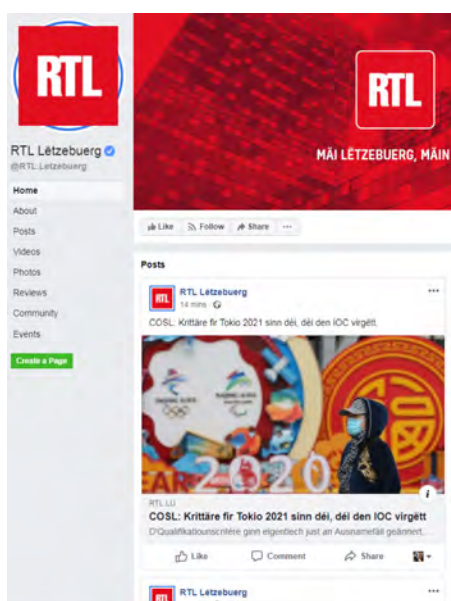 RTL
RTL Lëtzebuerg
@RTL.Letzebuerg
Home
About
Posts
Videos
Photos
Reviews
Community
Events
Create a Page
RTL
MÄI LËTZEBUERG, MÄIN
Like Follow Share
Posts
RTL
RTL Lëtzebuerg
14 mins
COSL: Krittäre fir Tokio 2021 sinn déi, déi den IOC virgëtt.
2020
RTL.LU
COSL: Krittäre fir Tokio 2021 sinn déi, déi den IOC virgëtt
D'Qualifikatiounscritère ginn eigentlech just an Ausnamefäll geännert.
Like Comment Share
RTL
RTL Lëtzebuerg